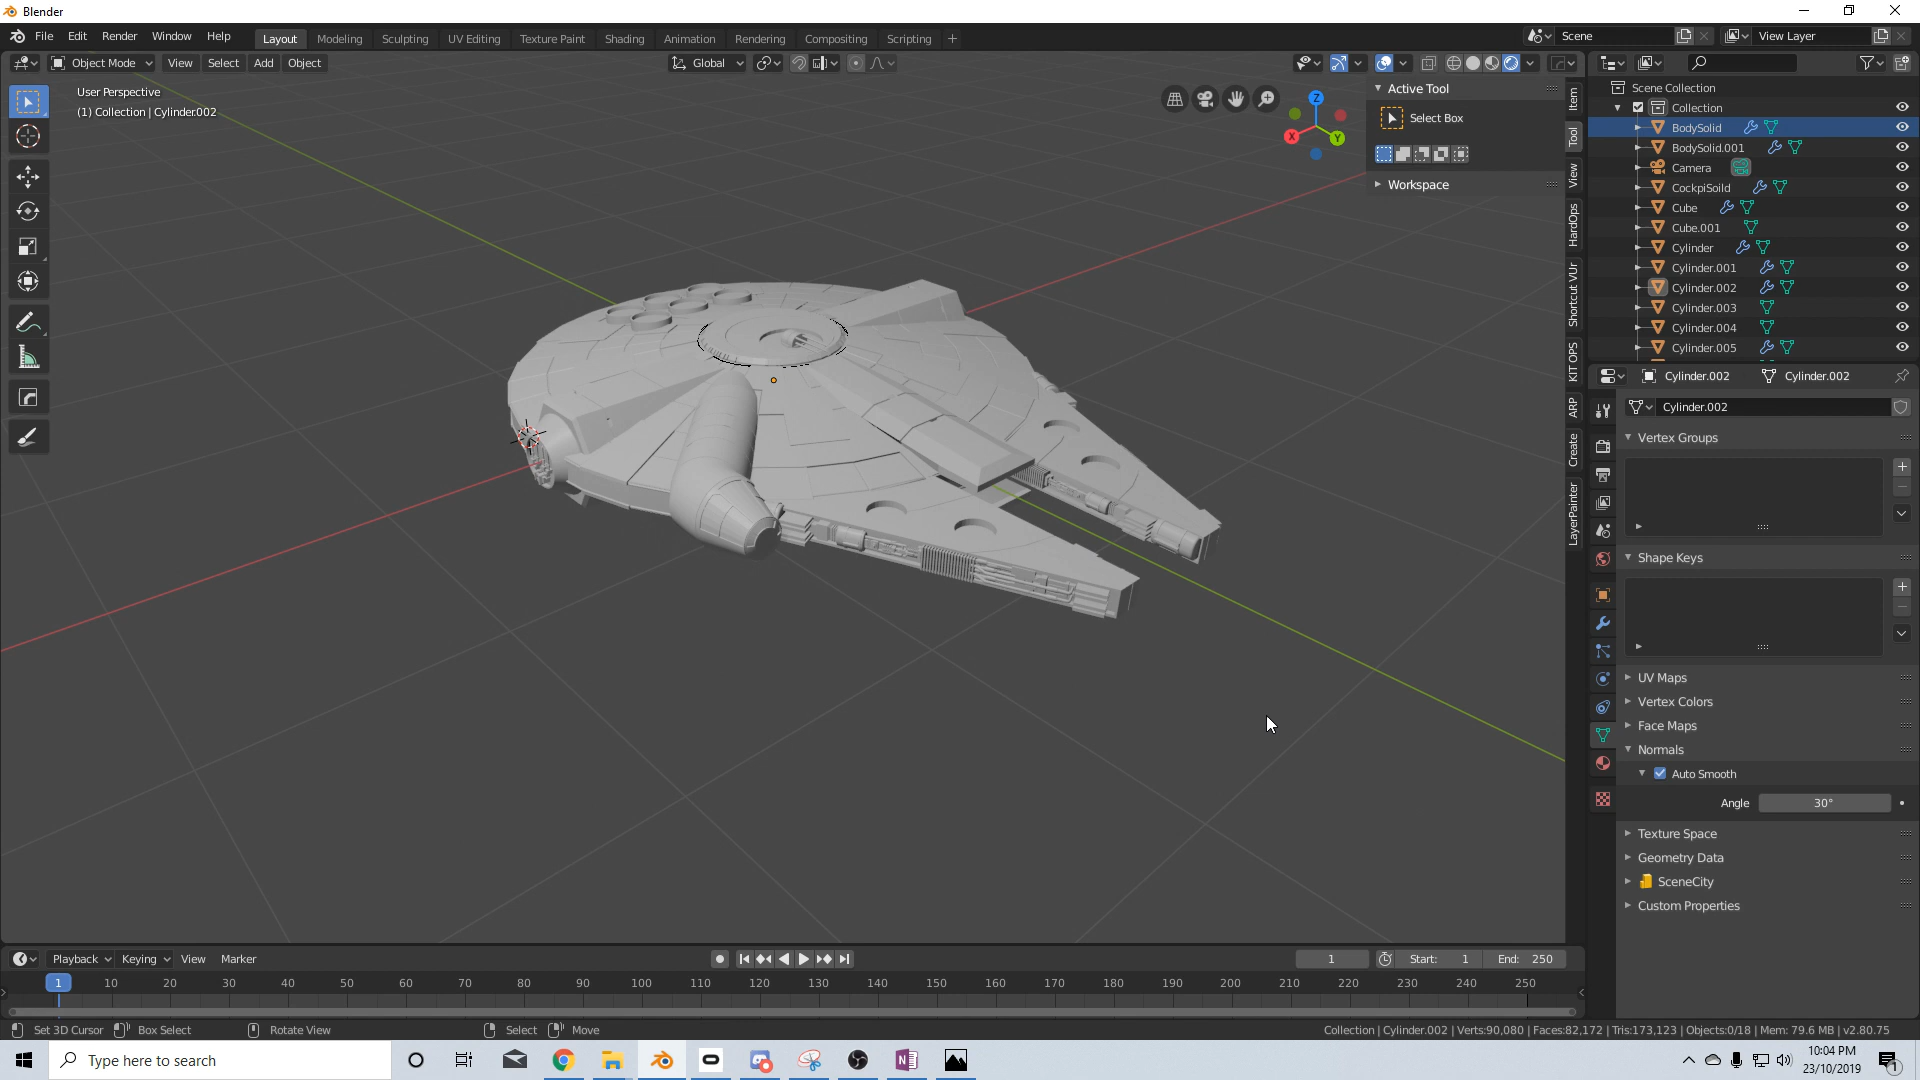 Blender
File Edit Render Window Help
Layout Modeling Sculpting UV Editing Texture Paint Shading Animation Rendering Compositing Scripting +
Scene
View Layer
Object Mode View Select Add Object
Global
User Perspective
(1) Collection | Cylinder.002
Z
X
Y
Active Tool
Select Box
Workspace
Item
Tool
View
HardOps
Shortcut VUr
KIT OPS
ARP
Create
LayerPainter
Scene Collection
Collection
BodySolid
BodySolid.001
Camera
CockpiSoild
Cube
Cube.001
Cylinder
Cylinder.001
Cylinder.002
Cylinder.003
Cylinder.004
Cylinder.005
Cylinder.002 Cylinder.002
Cylinder.002
Vertex Groups
Shape Keys
UV Maps
Vertex Colors
Face Maps
Normals
Auto Smooth
Angle 30°
Texture Space
Geometry Data
SceneCity
Custom Properties
Playback Keying View Marker
1
Start: 1
End: 250
1 10 20 30 40 50 60 70 80 90 100 110 120 130 140 150 160 170 180 190 200 210 220 230 240 250
Set 3D Cursor Box Select Rotate View Select Move
Collection | Cylinder.002 | Verts:90,080 | Faces:82,172 | Tris:173,123 | Objects:0/18 | Mem: 79.6 MB | v2.80.75
Type here to search
10:04 PM
23/10/2019
1